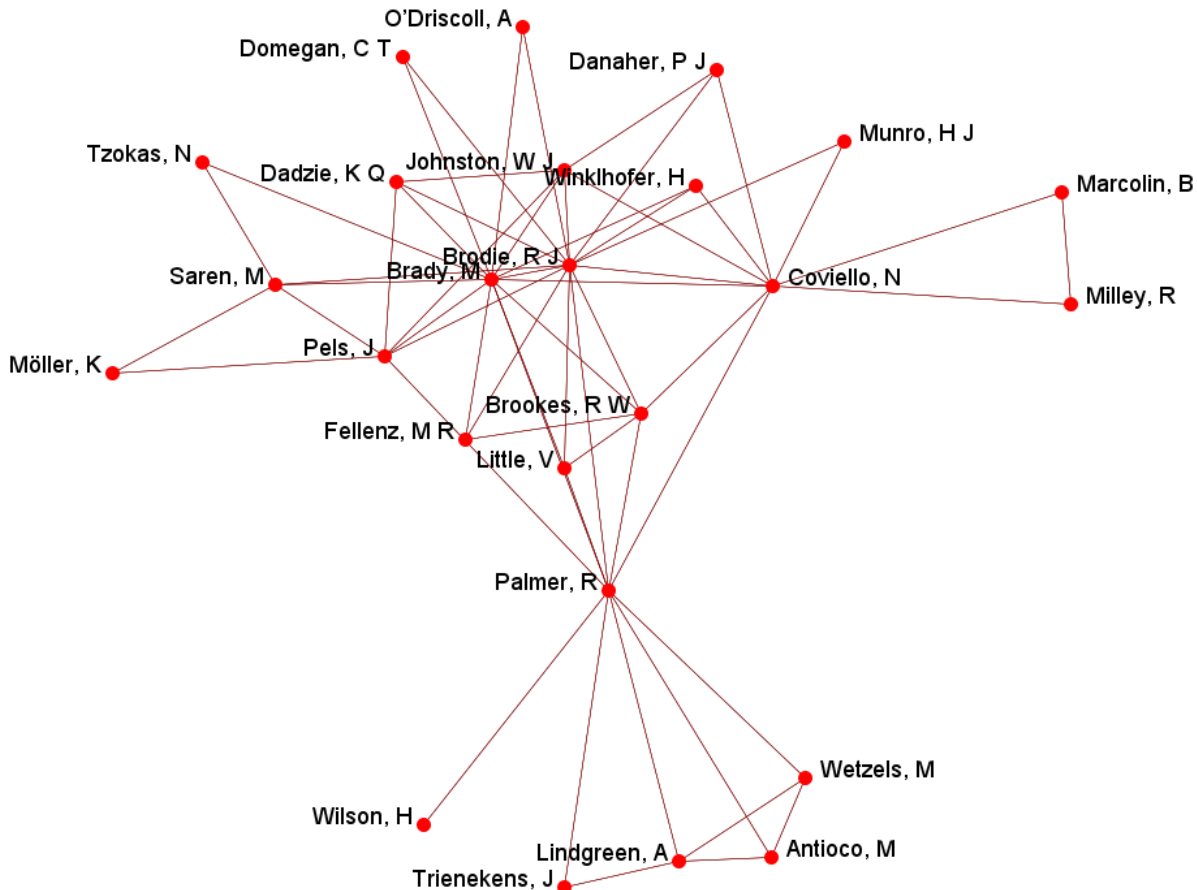 O'Driscoll, A
Domegan, C T
Danaher, P J
Munro, H J
Tzokas, N
Johnston, W J
Dadzie, K Q
Winklhofer, H
Marcolin, B
Brodie, R J
Brady, M
Saren, M
Coviello, N
Milley, R
Pels, J
Möller, K
Brookes, R W
Fellenz, M R
Little, V
Palmer, R
Wetzels, M
Wilson, H
Lindgreen, A
Antioco, M
Trienekens, J